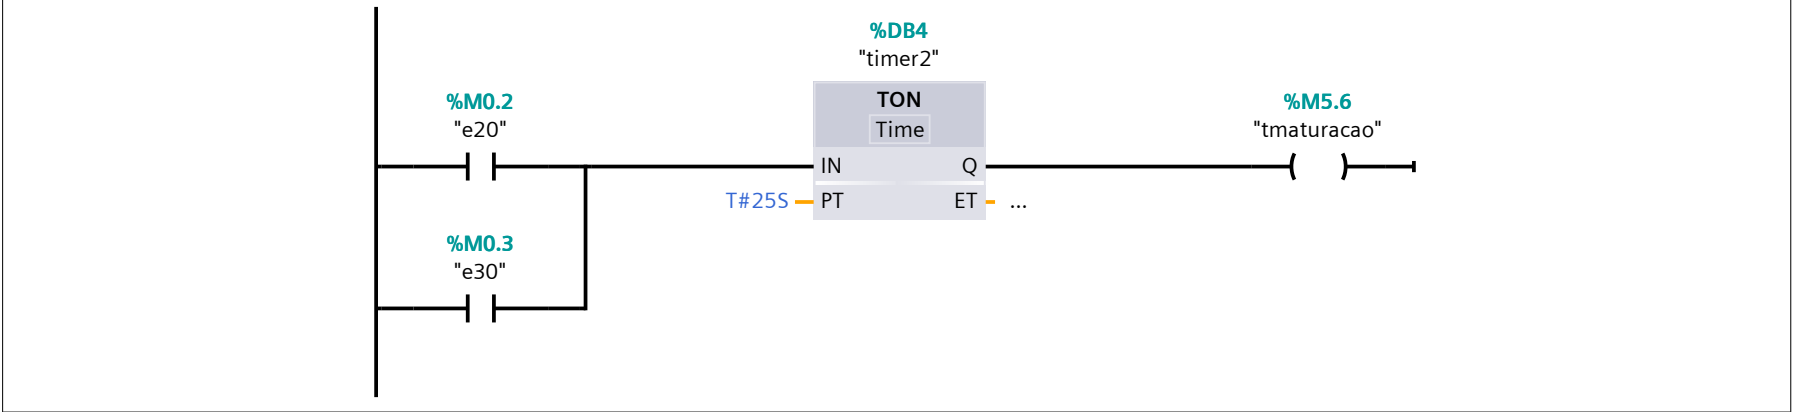 %DB4
"timer2"
%M0.2
"e20"
TON
Time
%M5.6
"tmaturacao"
IN Q
T#25S PT ET ...
%M0.3
"e30"